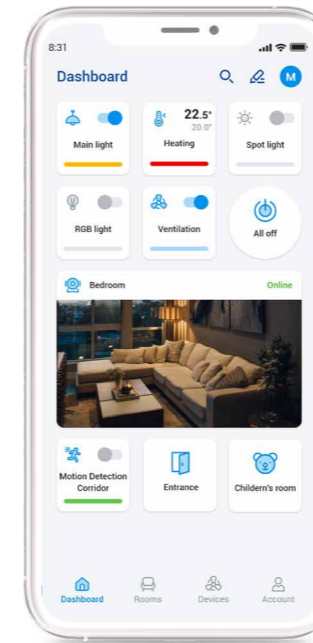 8:31
Dashboard
M
22.5°
20.0°
Main light
Heating
Spot light
RGB light
Ventilation
All off
Bedroom
Online
Motion Detection
Corridor
Entrance
Childern's room
Dashboard
Rooms
Devices
Account